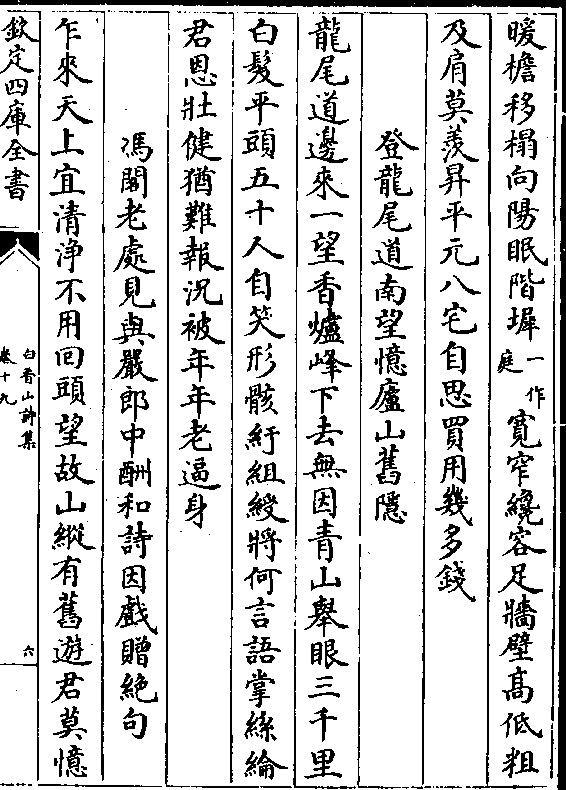 暖檐移榻向陽眠階墀一作庭寛窄纔容足牆壁髙低粗
及肩莫羡昇平元八宅自思買用幾多錢
登龍尾道南望憶廬山舊隱
龍尾道邊來一望香爐峰下去無因青山舉眼三千里
白髮平頭五十人自笑形骸紆組綬將何言語掌絲綸
君恩壯健猶難報況被年年老逼身
馮閣老處見與嚴郎中酬和詩因戲贈絶句
乍來天上宜清浄不用回頭望故山縱有舊遊君莫憶
欽定四庫全書
白香山詩集
卷十九
六